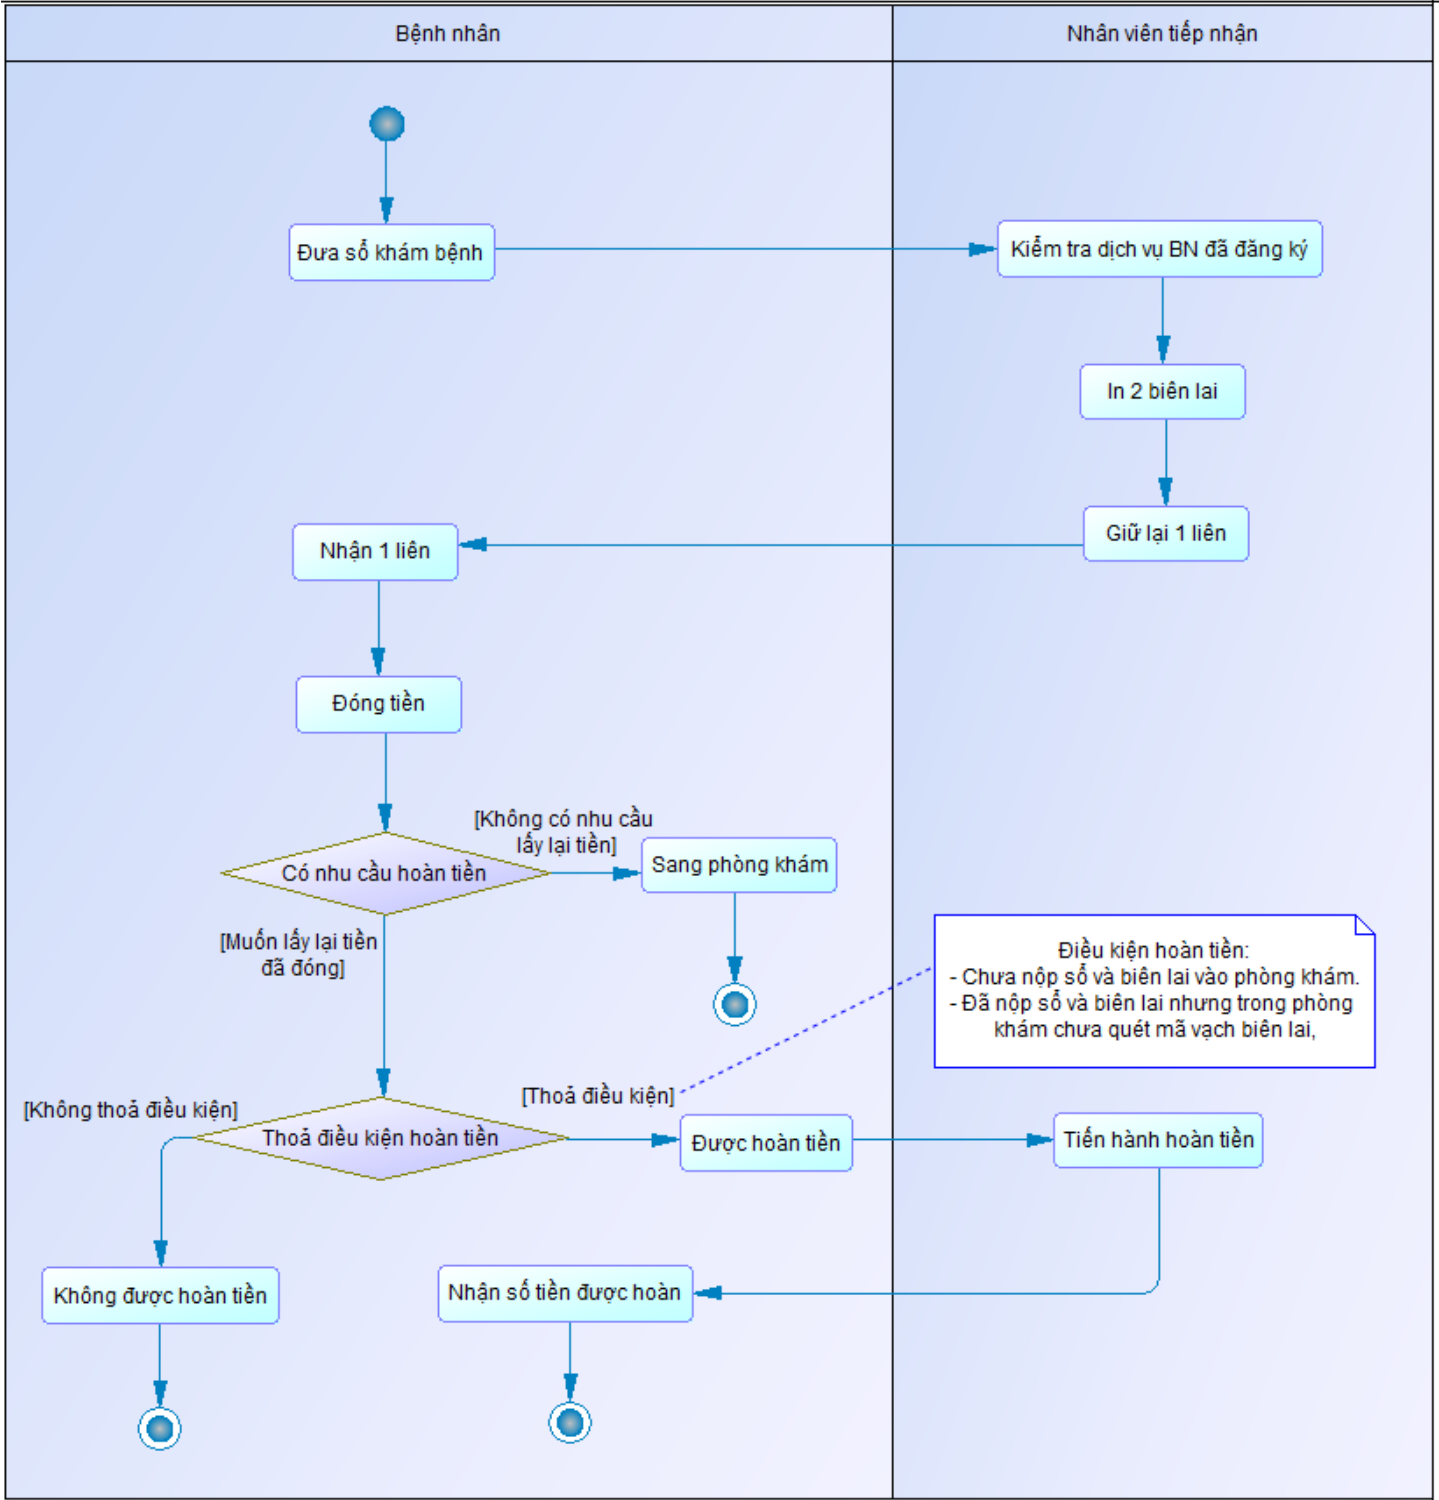 Bệnh nhân
Nhân viên tiếp nhận
Đưa sổ khám bệnh
Kiểm tra dịch vụ BN đã đăng ký
In 2 biên lai
Giữ lại 1 liên
Nhận 1 liên
Đóng tiền
[Không có nhu cầu
lấy lại tiền]
Có nhu cầu hoàn tiền
Sang phòng khám
[Muốn lấy lại tiền
đã đóng]
Điều kiện hoàn tiền:
- Chưa nộp sổ và biên lai vào phòng khám.
- Đã nộp sổ và biên lai nhưng trong phòng
khám chưa quét mã vạch biên lai,
[Không thoả điều kiện]
[Thoả điều kiện]
Thoả điều kiện hoàn tiền
Được hoàn tiền
Tiến hành hoàn tiền
Không được hoàn tiền
Nhận số tiền được hoàn